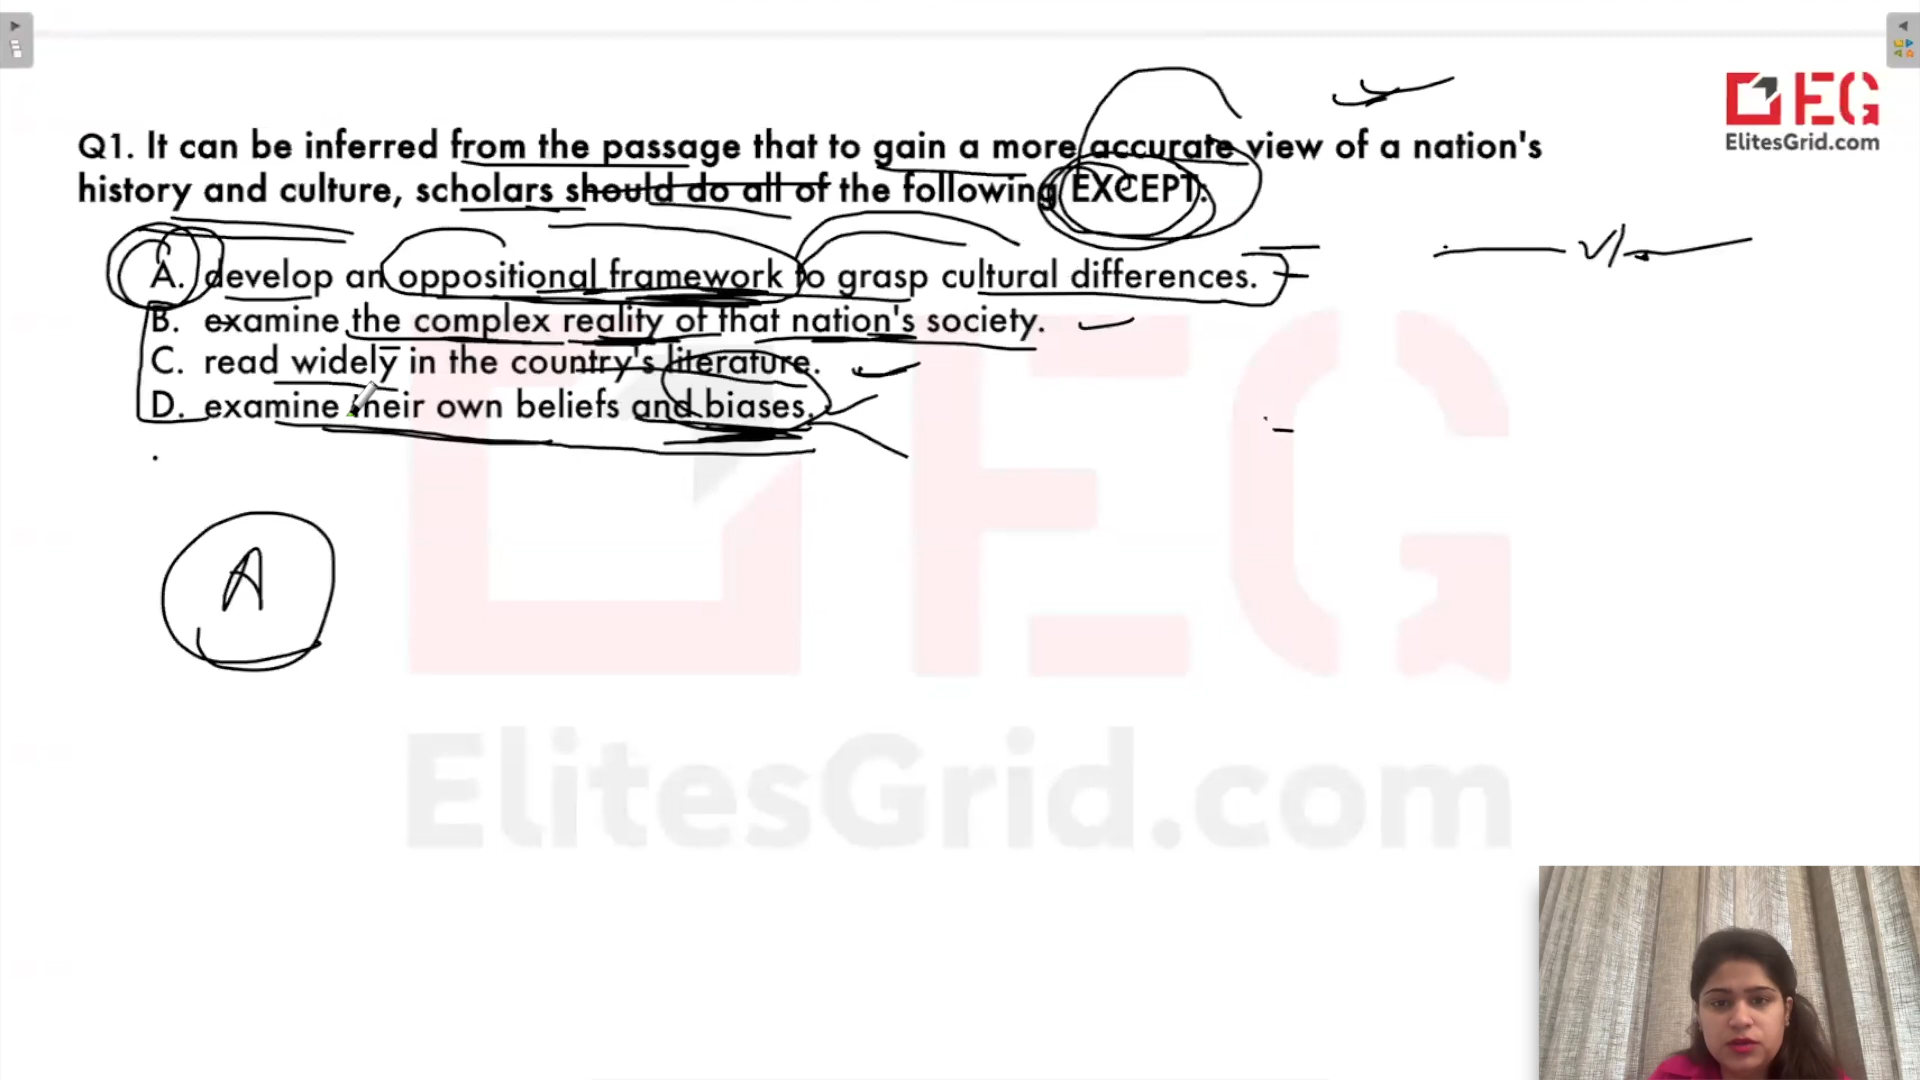 EG
ElitesGrid.com
Q1. It can be inferred from the passage that to gain a more accurate view of a nation's
history and culture, scholars should do all of the following EXCEPT:
A. develop an oppositional framework to grasp cultural differences.
B. examine the complex reality of that nation's society.
C. read widely in the country's literature.
D. examine their own beliefs and biases.
.
A
EG
ElitesGrid.com